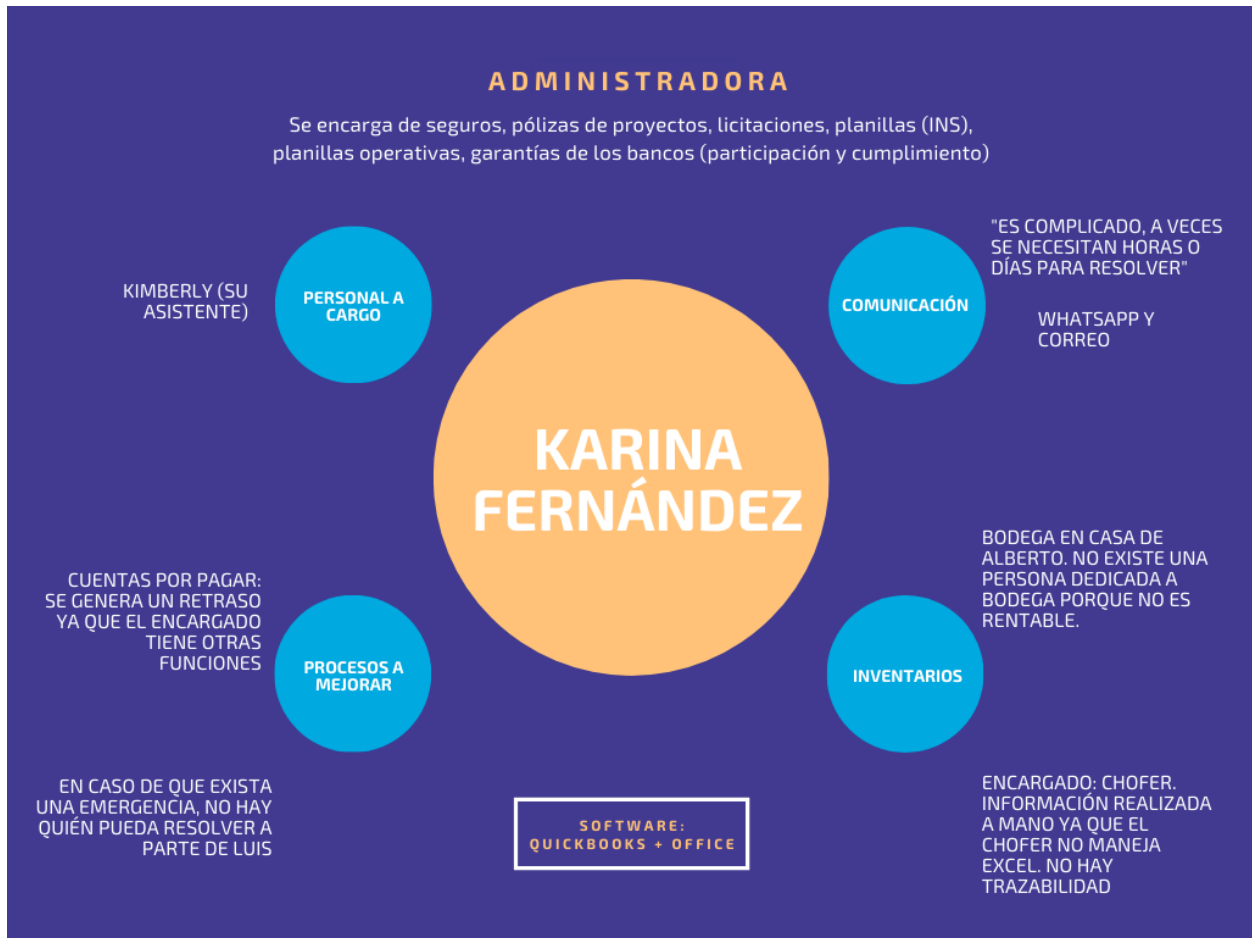 ADMINISTRADORA
Se encarga de seguros, pólizas de proyectos, licitaciones, planillas (INS),
planillas operativas, garantías de los bancos (participación y cumplimiento)
KIMBERLY (SU
ASISTENTE)
PERSONAL A
CARGO
COMUNICACIÓN
"ES COMPLICADO, A VECES
SE NECESITAN HORAS O
DÍAS PARA RESOLVER"
WHATSAPP Y
CORREO
KARINA
FERNÁNDEZ
CUENTAS POR PAGAR:
SE GENERA UN RETRASO
YA QUE EL ENCARGADO
TIENE OTRAS
FUNCIONES
PROCESOS A
MEJORAR
EN CASO DE QUE EXISTA
UNA EMERGENCIA, NO HAY
QUIÉN PUEDA RESOLVER A
PARTE DE LUIS
BODEGA EN CASA DE
ALBERTO. NO EXISTE UNA
PERSONA DEDICADA A
BODEGA PORQUE NO ES
RENTABLE.
INVENTARIOS
ENCARGADO: CHOFER.
INFORMACIÓN REALIZADA
A MANO YA QUE EL
CHOFER NO MANEJA
EXCEL. NO HAY
TRAZABILIDAD
SOFTWARE:
QUICKBOOKS + OFFICE